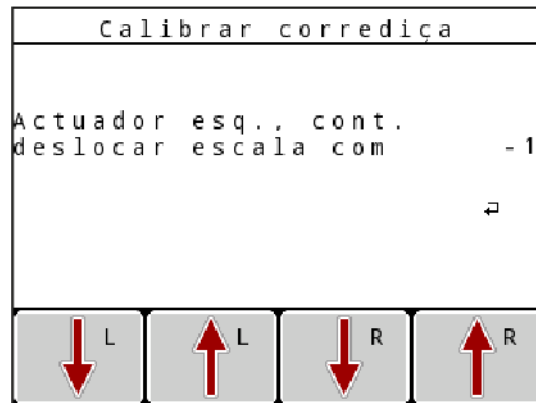 Calibrar corrediça
Actuador esq., cont.
deslocar escala com -1
L L R R